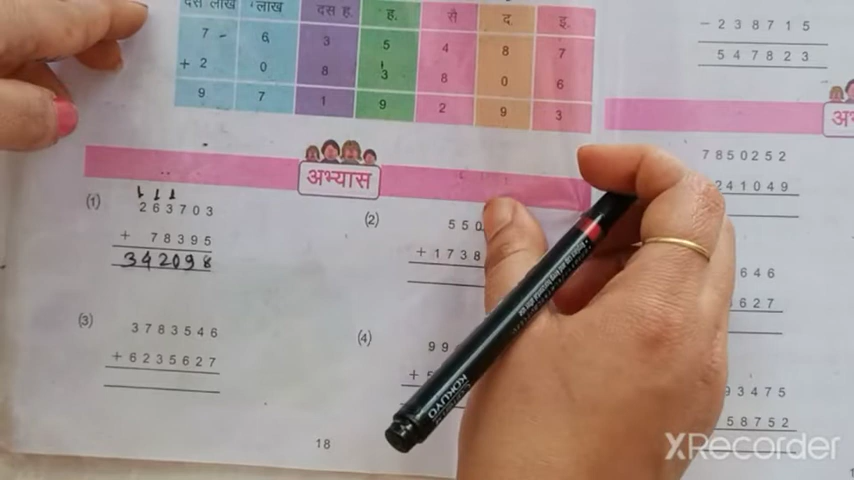 दस लाख लाख दस ह. ह. से द इ.
7 6 3 5 4 8 7
+ 2 0 8 3 8 0 6
9 7 1 9 2 9 3
- 2 3 8 7 1 5
5 4 7 8 2 3
अभ्यास
(1)
1 1 1
2 6 3 7 0 3
+ 7 8 3 9 5
3 4 2 0 9 8
(2)
5 5 0
+ 1 7 3 8
(3)
3 7 8 3 5 4 6
+ 6 2 3 5 6 2 7
(4)
9 9
+
18
7 8 5 0 2 5 2
2 4 1 0 4 9
6 4 6
6 2 7
9 3 4 7 5
5 8 7 5 2
KOKUYO
XRecorder